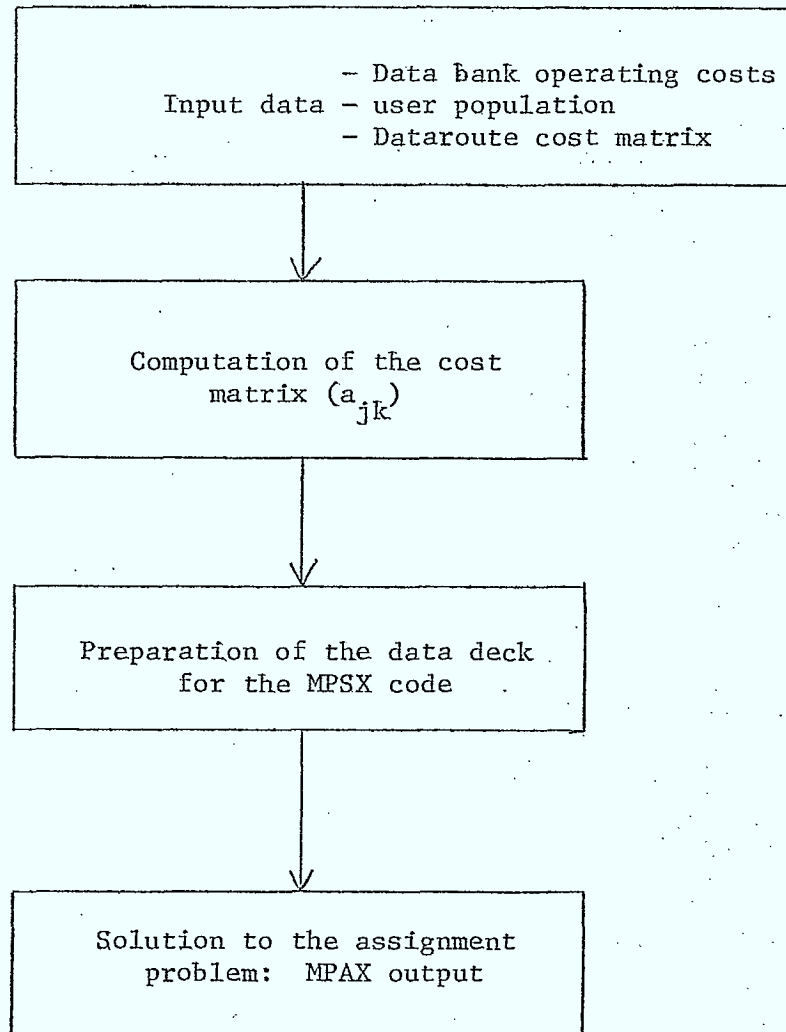 - Data bank operating costs
Input data - user population
- Dataroute cost matrix
Computation of the cost
matrix (a_jk)
Preparation of the data deck
for the MPSX code
Solution to the assignment
problem: MPAX output